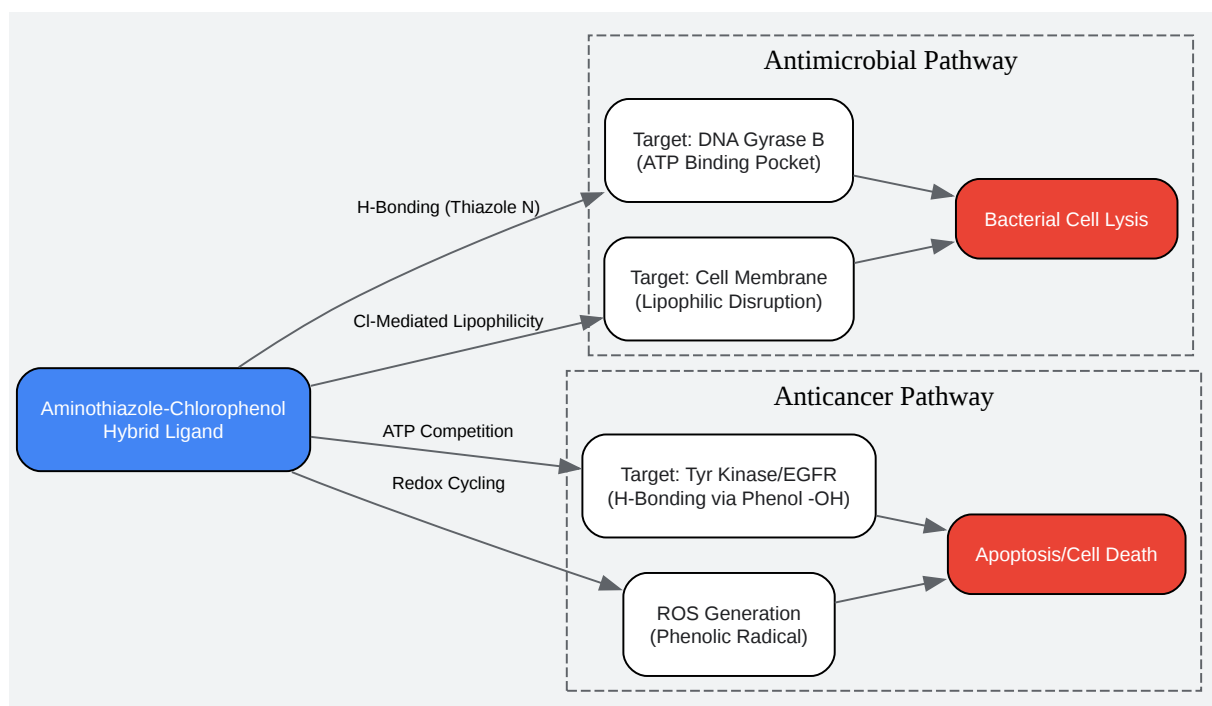 Antimicrobial Pathway
Target: DNA Gyrase B
(ATP Binding Pocket)
H-Bonding (Thiazole N)
Bacterial Cell Lysis
Target: Cell Membrane
(Lipophilic Disruption)
Cl-Mediated Lipophilicity
Aminothiazole-Chlorophenol
Hybrid Ligand
Anticancer Pathway
ATP Competition
Target: Tyr Kinase/EGFR
(H-Bonding via Phenol -OH)
Redox Cycling
Apoptosis/Cell Death
ROS Generation
(Phenolic Radical)